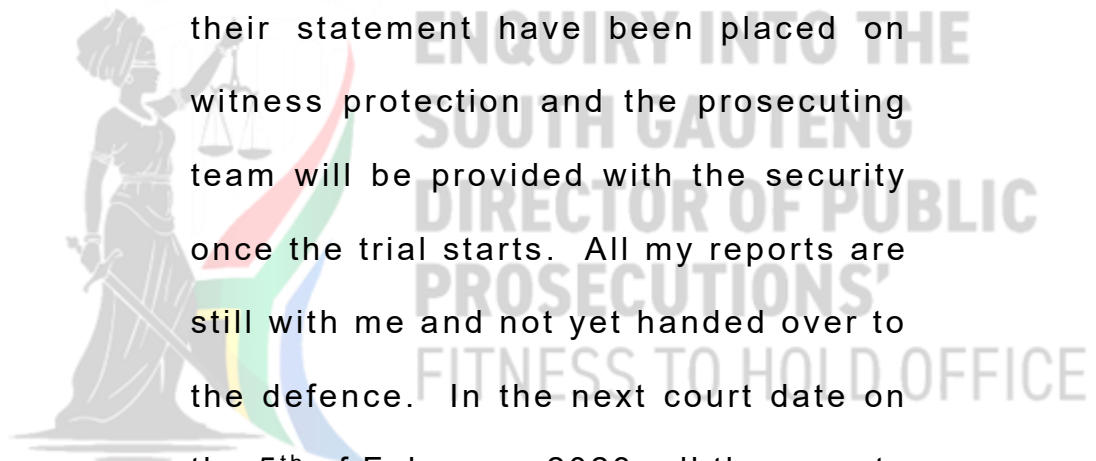 their statement have been placed on
witness protection and the prosecuting
team will be provided with the security
once the trial starts. All my reports are
still with me and not yet handed over to
the defence. In the next court date on
ENQUIRY INTO THE
SOUTH GAUTENG
DIRECTOR OF PUBLIC
PROSECUTIONS'
FITNESS TO HOLD OFFICE